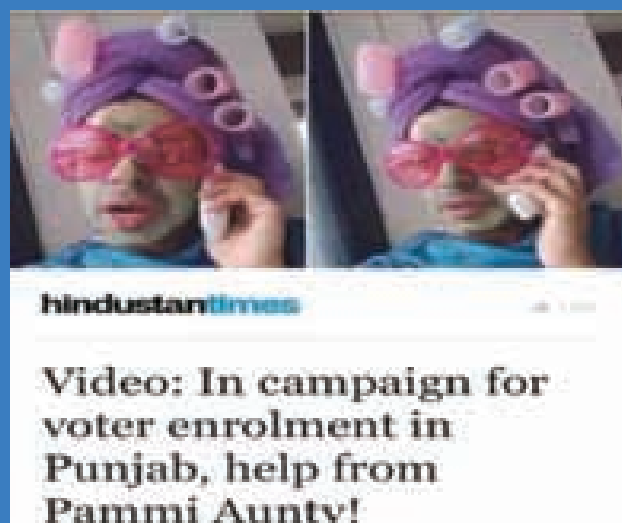 hindustantimes
Video: In campaign for
voter enrolment in
Punjab, help from
Pammi Aunty!